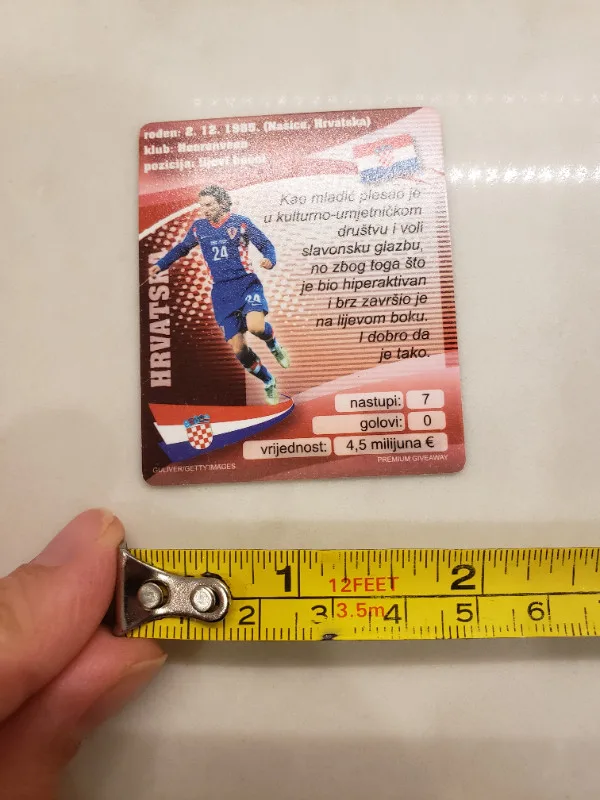 rođen: 2. 12. 1985. (Našice, Hrvatska)
klub: Heerenveen
pozicija: lijevi bočni
Kao mladić plesao je
u kulturno-umjetničkom
društvu i voli
slavonsku glazbu,
no zbog toga što
je bio hiperaktivan
i brz završio je
na lijevom boku.
I dobro da
je tako.
HRVATSKA
24
24
nastupi: 7
golovi: 0
vrijednost: 4,5 milijuna €
GULIVER/GETTY IMAGES
PREMIUM GIVEAWAY
1 12FEET 2
2 3 3.5m 4 5 6